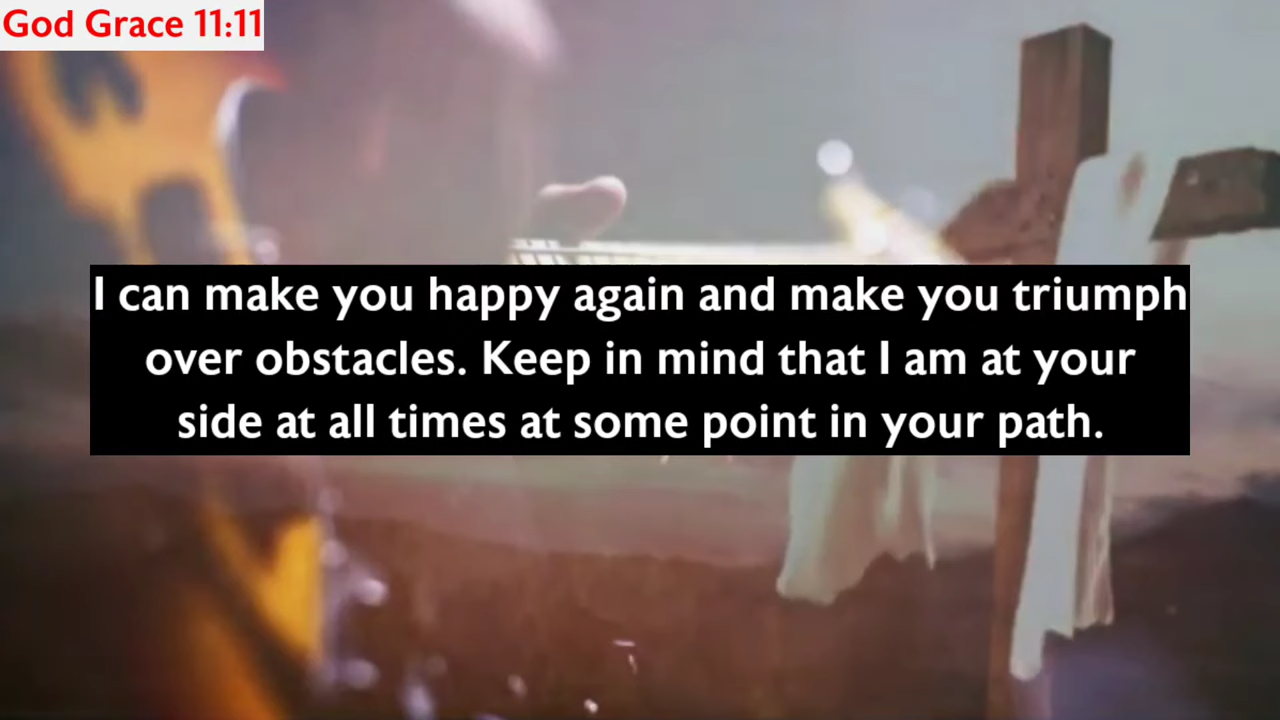 God Grace 11:11
I can make you happy again and make you triumph
over obstacles. Keep in mind that I am at your
side at all times at some point in your path.